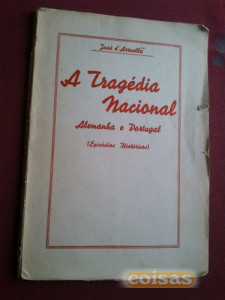 José d'Arruella
A Tragédia
Nacional
Alemanha e Portugal
(Episódios Históricos)
coisas